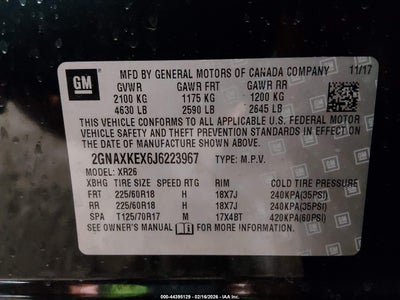 GM
MFD BY GENERAL MOTORS OF CANADA COMPANY 11/17
GVWR GAWR FRT GAWR RR
2100 KG 1175 KG 1200 KG
4630 LB 2590 LB 2645 LB
THIS VEHICLE CONFORMS TO ALL APPLICABLE U.S. FEDERAL MOTOR
VEHICLE SAFETY AND THEFT PREVENTION STANDARDS IN EFFECT ON
THE DATE OF MANUFACTURE SHOWN ABOVE.
2GNAXKEX6J6223967 TYPE: M.P.V.
MODEL: XR26
XBHG TIRE SIZE SPEED RTG RIM COLD TIRE PRESSURE
FRT 225/60R18 H 18X7J 240KPA(35PSI)
RR 225/60R18 H 18X7J 240KPA(35PSI)
SPA T125/70R17 M 17X4BT 420KPA(60PSI)
SEE OWNER'S MANUAL FOR MORE INFORMATION.
000-44395129 - 02/16/2026 - IAA Inc.